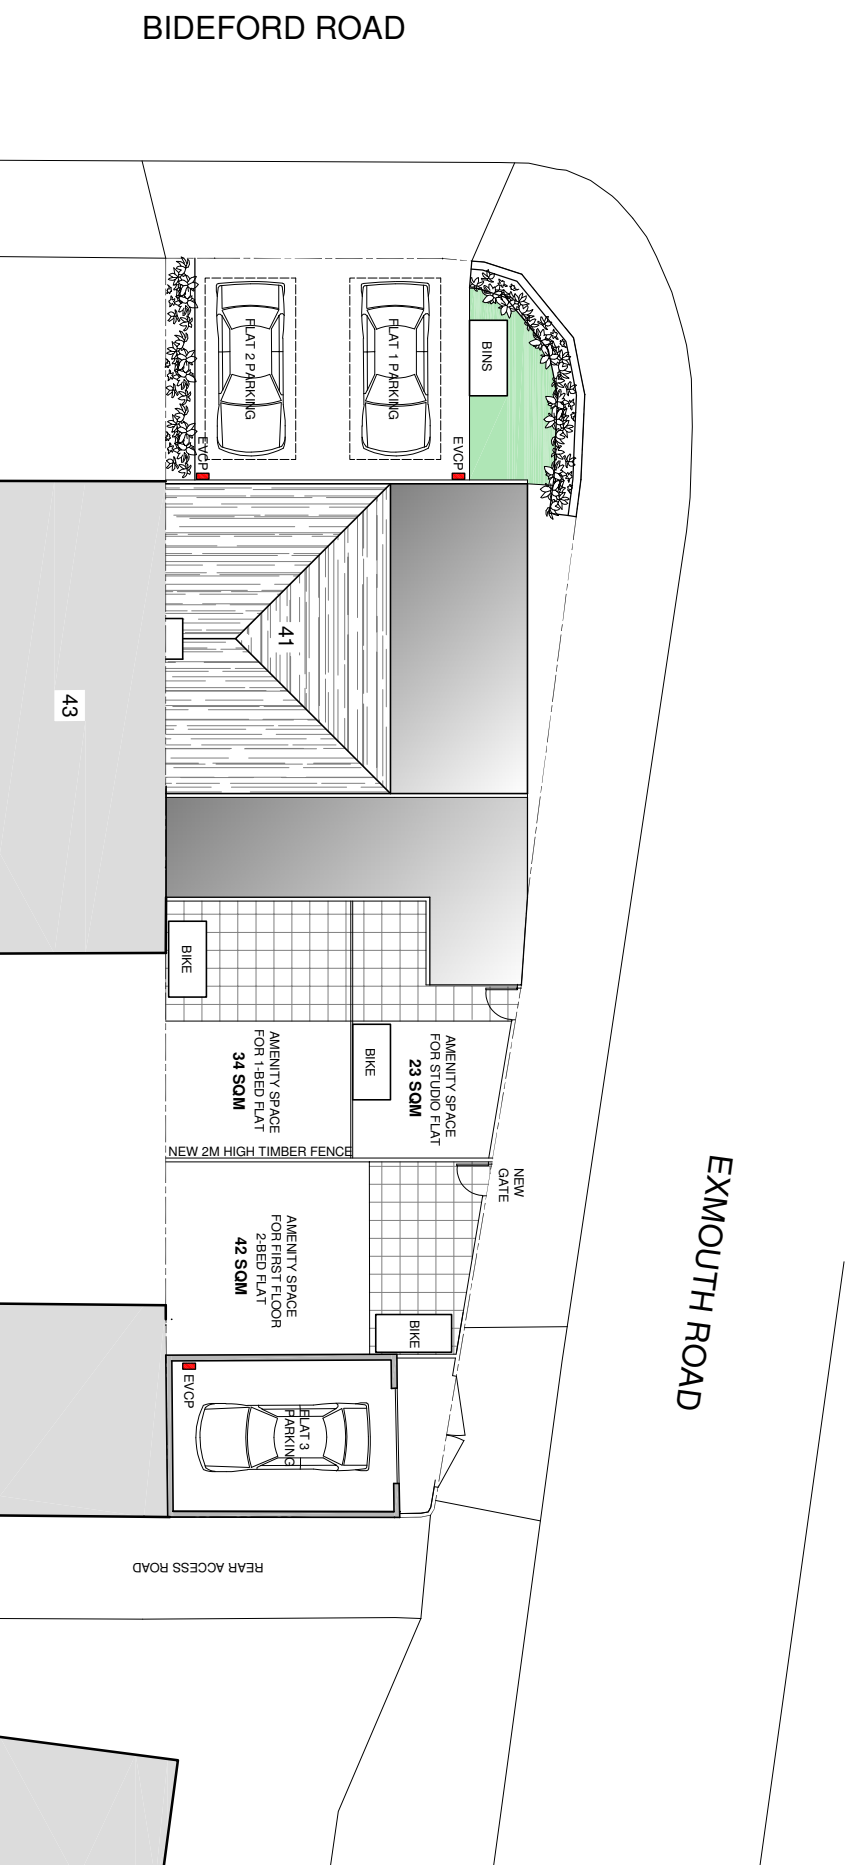 BIDEFORD ROAD
FLAT 2 PARKING
FLAT 1 PARKING
BINS
EVCP
EVCP
41
43
BIKE
AMENITY SPACE
FOR 1-BED FLAT
34 SQM
BIKE
AMENITY SPACE
FOR STUDIO FLAT
23 SQM
NEW 2M HIGH TIMBER FENCE
NEW
GATE
EXMOUTH ROAD
AMENITY SPACE
FOR FIRST FLOOR
2-BED FLAT
42 SQM
BIKE
EVCP
FLAT 3
PARKING
REAR ACCESS ROAD